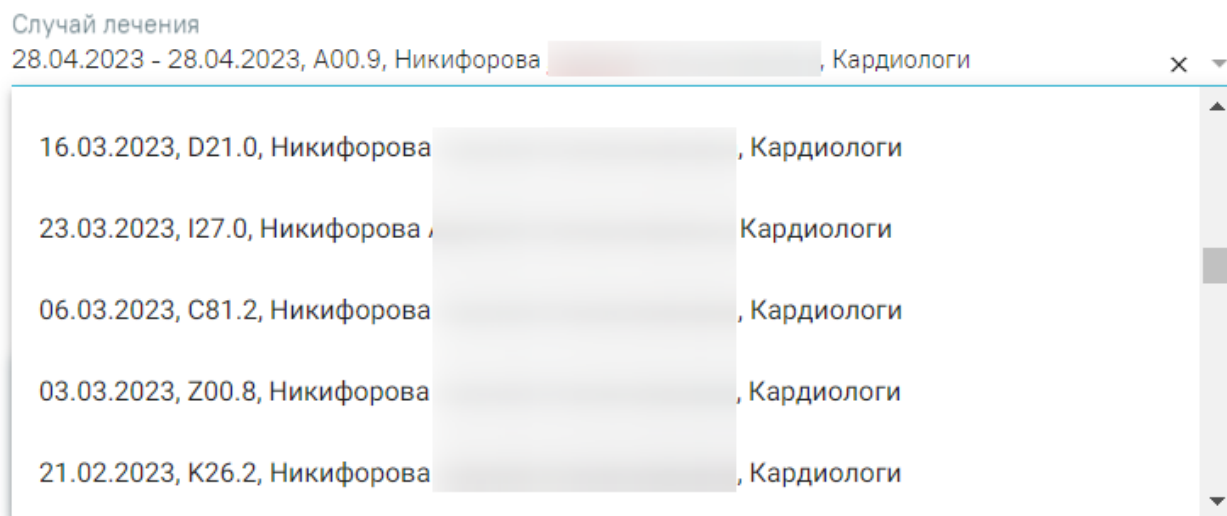 Случай лечения
28.04.2023 - 28.04.2023, A00.9, Никифорова , Кардиологи
16.03.2023, D21.0, Никифорова , Кардиологи
23.03.2023, I27.0, Никифорова Кардиологи
06.03.2023, C81.2, Никифорова , Кардиологи
03.03.2023, Z00.8, Никифорова , Кардиологи
21.02.2023, K26.2, Никифорова , Кардиологи